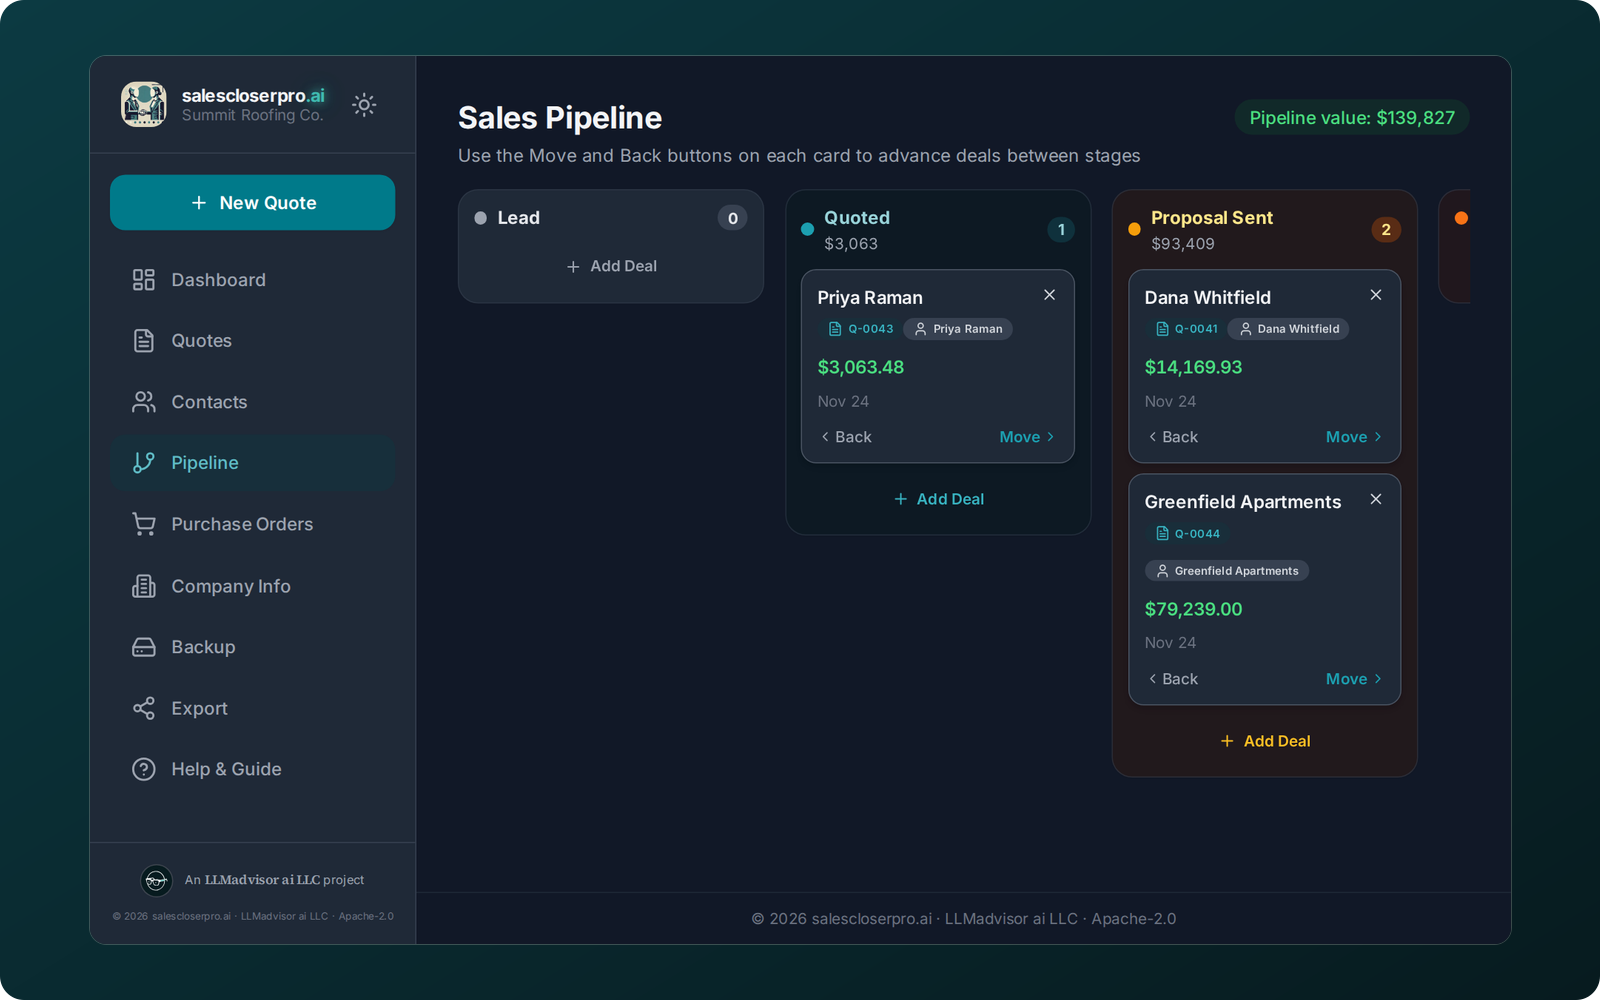 salescloserpro.ai
Summit Roofing Co.
New Quote
Dashboard
Quotes
Contacts
Pipeline
Purchase Orders
Company Info
Backup
Export
Help & Guide
An LLMadvisor ai LLC project
© 2026 salescloserpro.ai · LLMadvisor ai LLC · Apache-2.0
Sales Pipeline
Pipeline value: $139,827
Use the Move and Back buttons on each card to advance deals between stages
Lead
0
Add Deal
Quoted
$3,063
1
Priya Raman
Q-0043 Priya Raman
$3,063.48
Nov 24
Back Move
Add Deal
Proposal Sent
$93,409
2
Dana Whitfield
Q-0041 Dana Whitfield
$14,169.93
Nov 24
Back Move
Greenfield Apartments
Q-0044
Greenfield Apartments
$79,239.00
Nov 24
Back Move
Add Deal
© 2026 salescloserpro.ai · LLMadvisor ai LLC · Apache-2.0